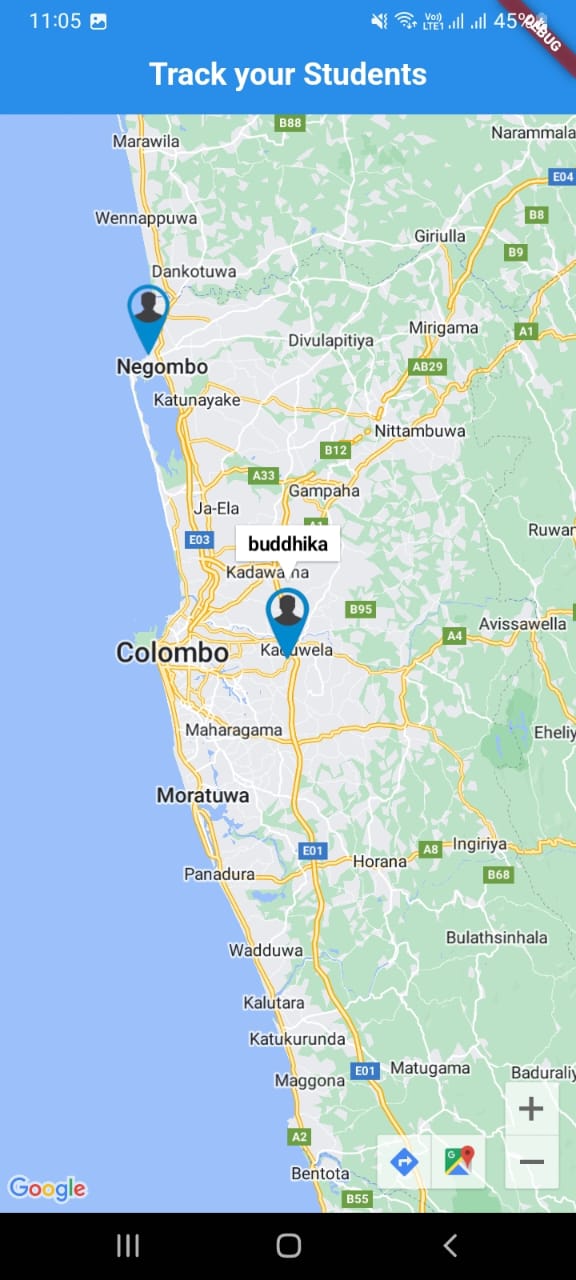 11:05
Vo)) LTE1
45%
DEBUG
Track your Students
B88
Marawila
Narammala
E04
Wennappuwa
B8
Giriulla
B9
Dankotuwa
Mirigama
A1
Divulapitiya
Negombo
AB29
Katunayake
Nittambuwa
B12
A33
Gampaha
Ja-Ela
A1
Ruwan
E03
buddhika
Kadawatha
B95
Avissawella
A4
Colombo
Kaduwela
Maharagama
Eheliy
Moratuwa
E01
A8
Ingiriya
Horana
Panadura
B68
Bulathsinhala
Wadduwa
Kalutara
Katukurunda
E01
Matugama
Maggona
Baduraliy
+
A2
G
−
Bentota
Google
B55